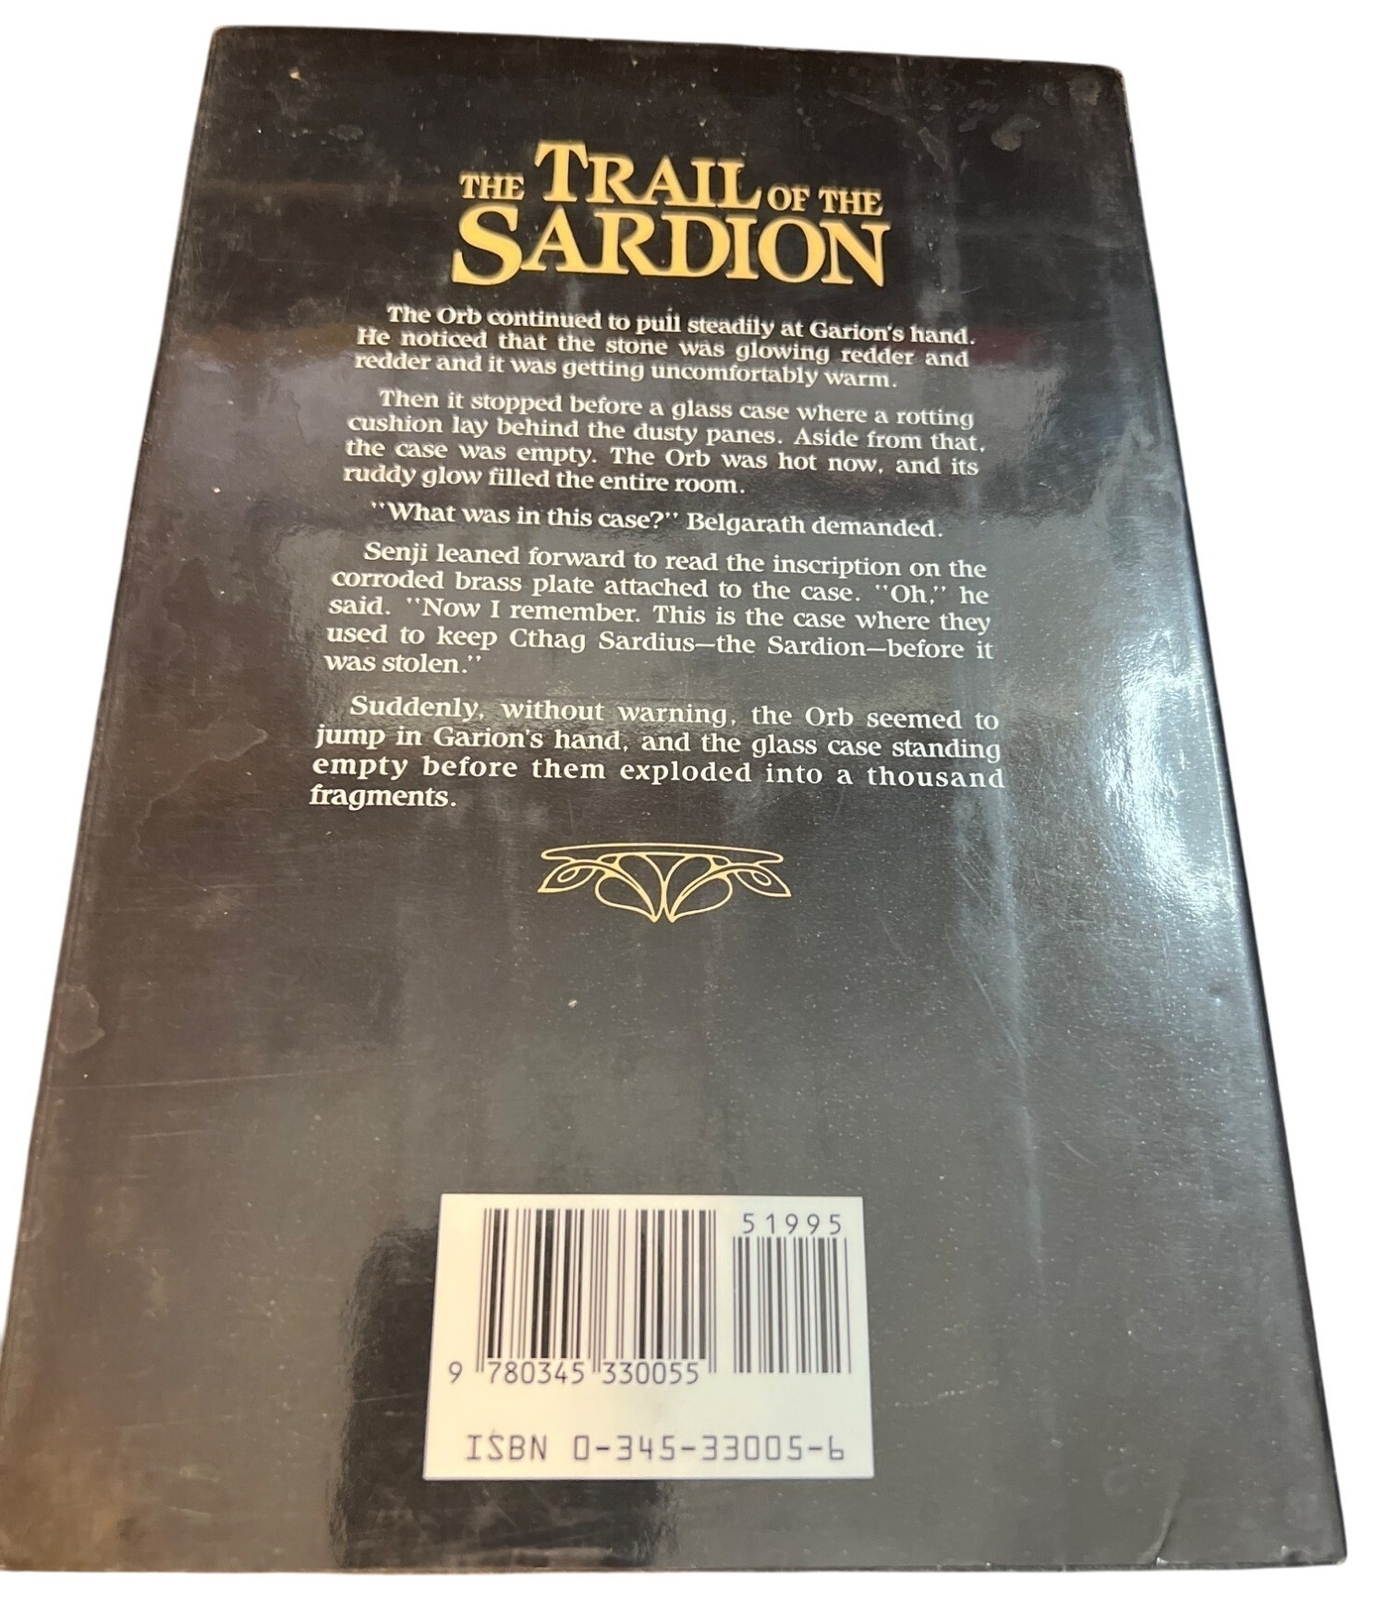 THE TRAIL OF THE
SARDION
The Orb continued to pull steadily at Garion's hand.
He noticed that the stone was glowing redder and
redder and it was getting uncomfortably warm.
Then it stopped before a glass case where a rotting
cushion lay behind the dusty panes. Aside from that,
the case was empty. The Orb was hot now, and its
ruddy glow filled the entire room.
"What was in this case?" Belgarath demanded.
Senji leaned forward to read the inscription on the
corroded brass plate attached to the case. "Oh," he
said. "Now I remember. This is the case where they
used to keep Cthag Sardius—the Sardion—before it
was stolen."
Suddenly, without warning, the Orb seemed to
jump in Garion's hand, and the glass case standing
empty before them exploded into a thousand
fragments.
51995
9 780345 330055
ISBN 0-345-33005-6